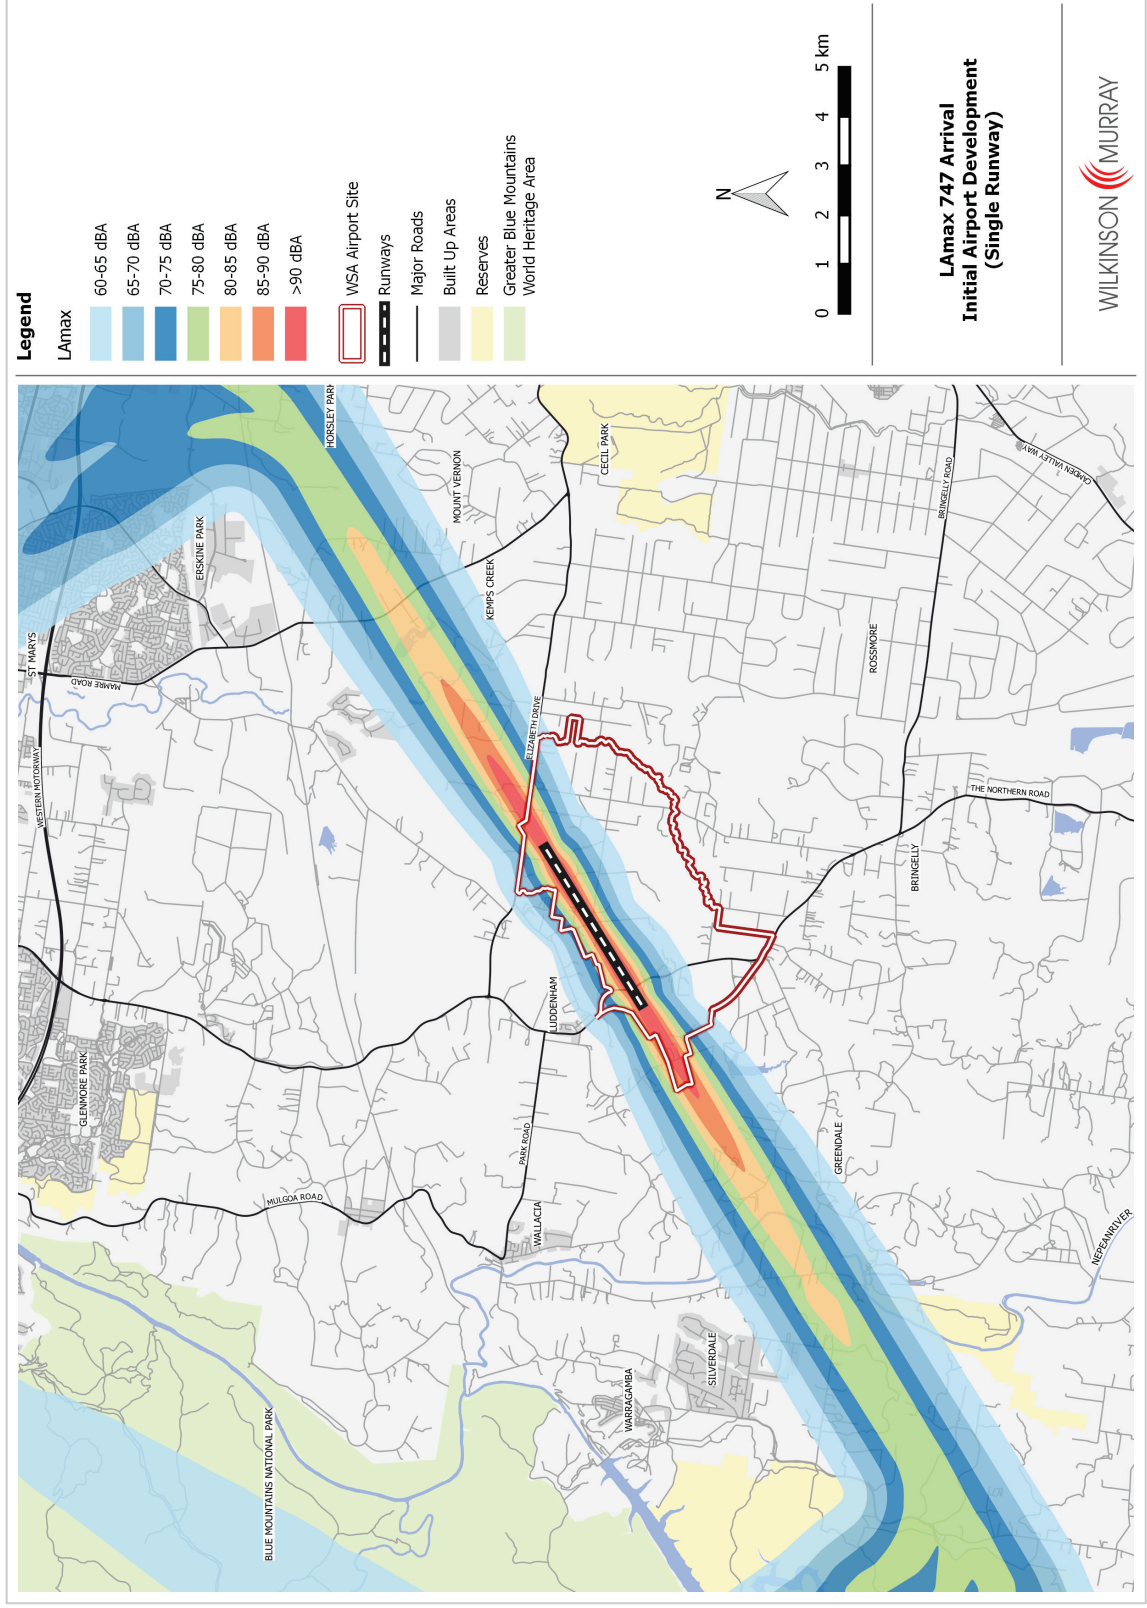 Legend
LAmax
60-65 dBA
65-70 dBA
70-75 dBA
75-80 dBA
80-85 dBA
85-90 dBA
>90 dBA
WSA Airport Site
Runways
Major Roads
Built Up Areas
Reserves
Greater Blue Mountains
World Heritage Area
N
0 1 2 3 4 5 km
LAmax 747 Arrival
Initial Airport Development
(Single Runway)
WILKINSON MURRAY
ST MARYS
MAMRE ROAD
WESTERN MOTORWAY
ERSKINE PARK
HORSLEY PARK
MOUNT VERNON
KEMPS CREEK
CECIL PARK
ELIZABETH DRIVE
BRINGELLY ROAD
CAMDEN VALLEY WAY
ROSSMORE
THE NORTHERN ROAD
BRINGELLY
LUDDENHAM
GLENMORE PARK
PARK ROAD
MULGOA ROAD
WALLACIA
GREENDALE
NEPEANRIVER
SILVERDALE
WARRAGAMBA
BLUE MOUNTAINS NATIONAL PARK